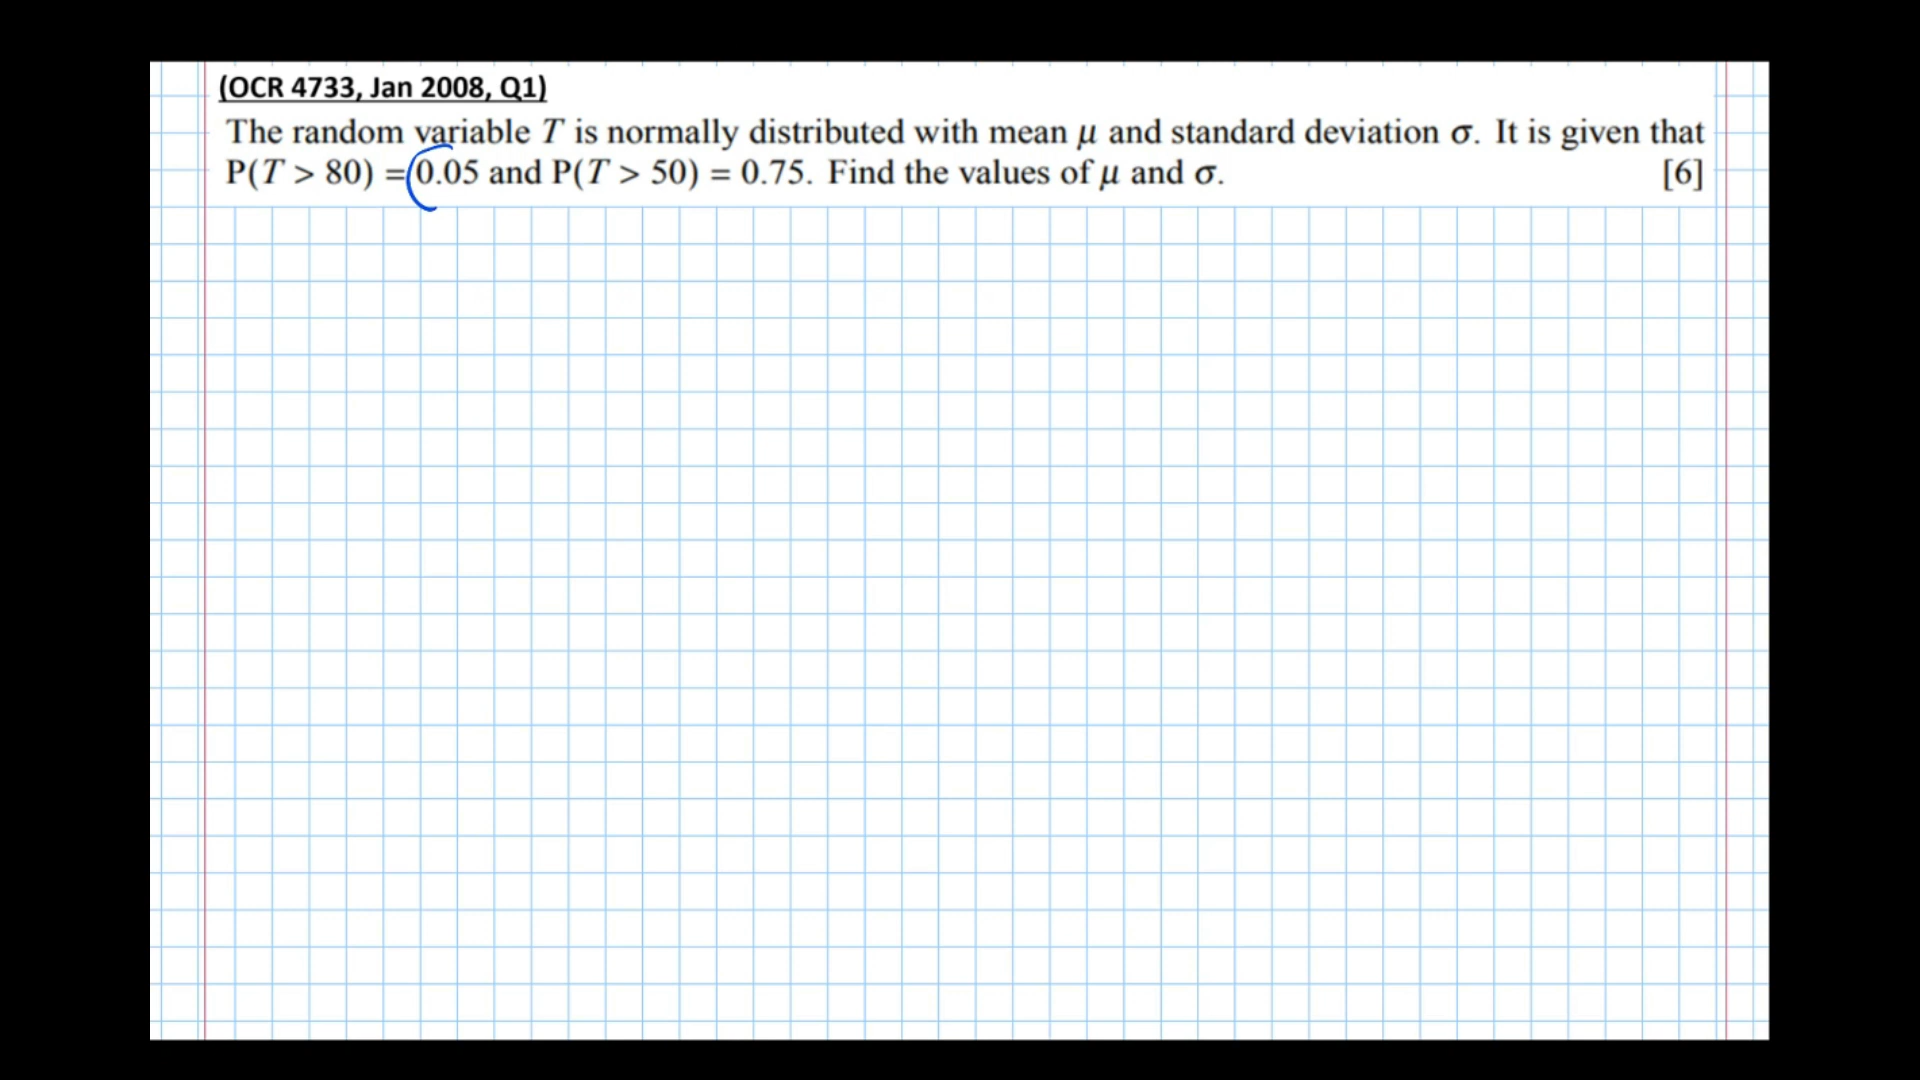 (OCR 4733, Jan 2008, Q1)
The random variable T is normally distributed with mean μ and standard deviation σ. It is given that
P(T > 80) = 0.05 and P(T > 50) = 0.75. Find the values of μ and σ. [6]